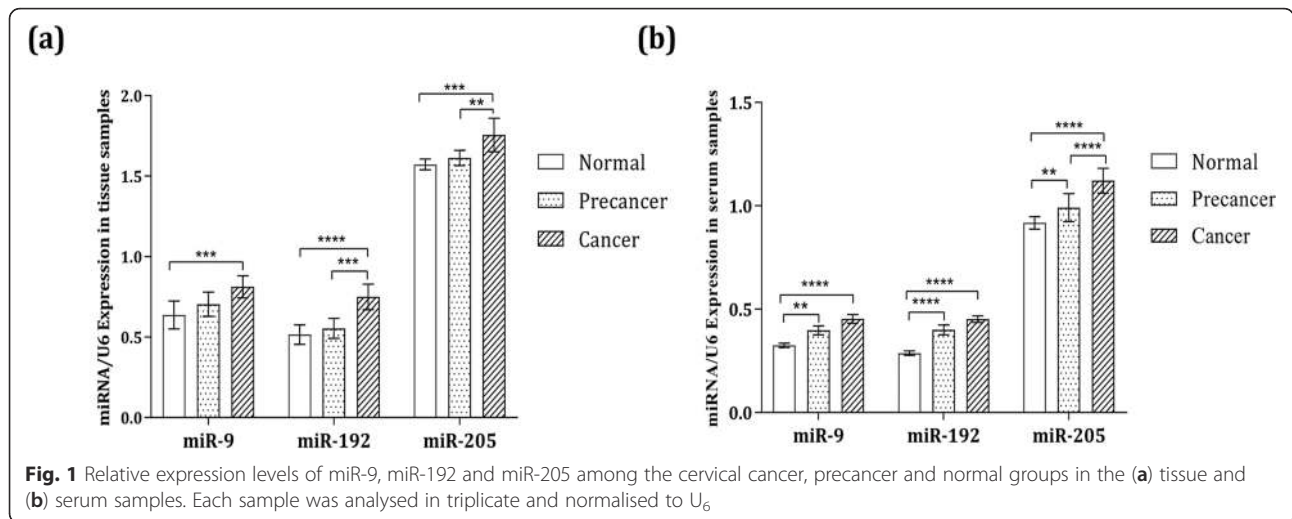 (a)
(b)
miRNA/U6 Expression in tissue samples
2.0
1.5
1.0
0.5
0.0
***
****
***
***
**
miR-9
miR-192
miR-205
Normal
Precancer
Cancer
miRNA/U6 Expression in serum samples
1.5
1.0
0.5
0.0
****
**
****
****
****
**
****
miR-9
miR-192
miR-205
Normal
Precancer
Cancer
Fig. 1 Relative expression levels of miR-9, miR-192 and miR-205 among the cervical cancer, precancer and normal groups in the (a) tissue and
(b) serum samples. Each sample was analysed in triplicate and normalised to U₆